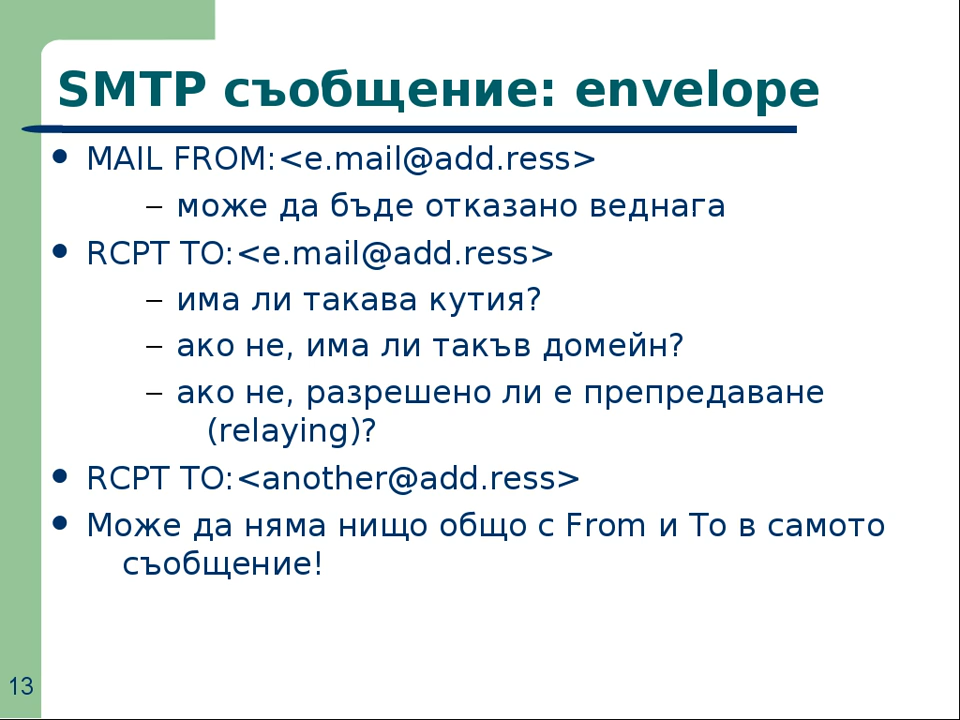 SMTP съобщение: envelope
● MAIL FROM:<e.mail@add.ress>
– може да бъде отказано веднага
● RCPT TO:<e.mail@add.ress>
– има ли такава кутия?
– ако не, има ли такъв домейн?
– ако не, разрешено ли е препредаване
(relaying)?
● RCPT TO:<another@add.ress>
● Може да няма нищо общо с From и To в самото
съобщение!
13